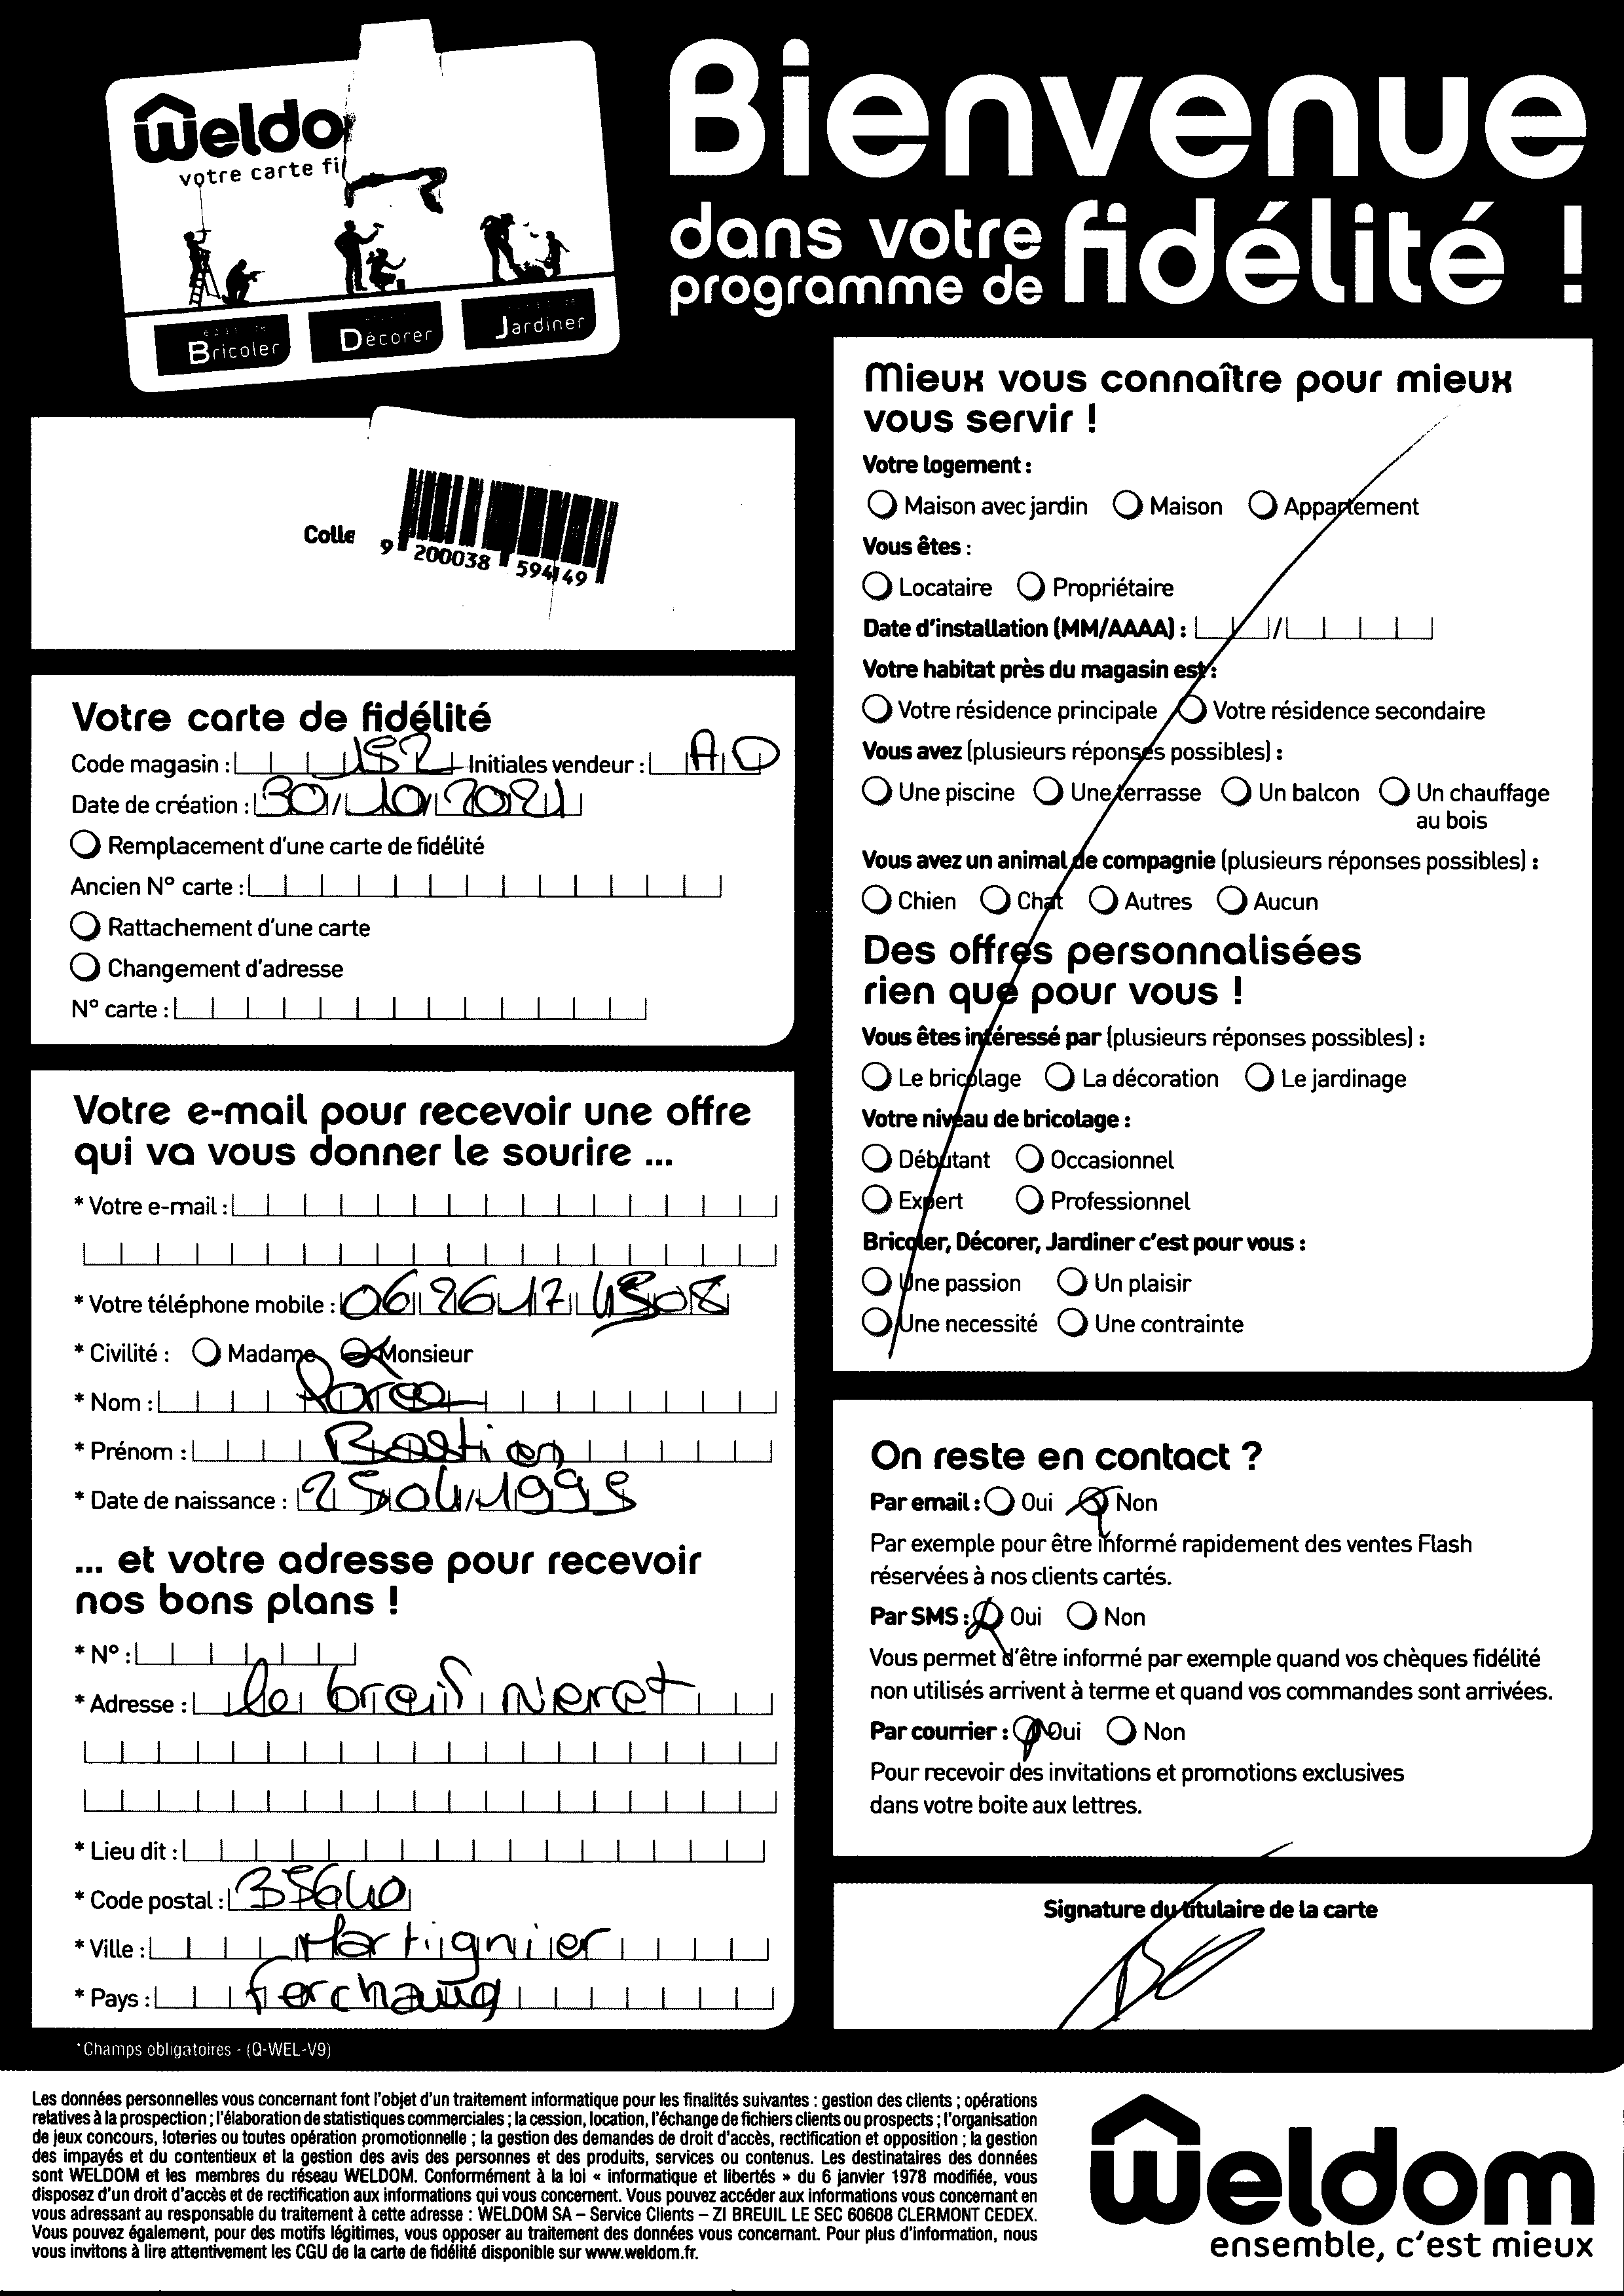 Weldo
votre carte fi
Bricoler
Décorer
Jardiner
Bienvenue
dans votre
programme de fidélité !
Colle
9 200038 594149
Votre carte de fidélité
Code magasin : 152 Initiales vendeur : AD
Date de création : 30/10/2021
Remplacement d'une carte de fidélité
Ancien N° carte :
Rattachement d'une carte
Changement d'adresse
N° carte :
Votre e-mail pour recevoir une offre
qui va vous donner le sourire ...
* Votre e-mail :
* Votre téléphone mobile : 06 26 17 4508
* Civilité : Madame Monsieur
* Nom :
* Prénom : Bastien
* Date de naissance : 25/04/1995
... et votre adresse pour recevoir
nos bons plans !
* N° :
* Adresse : le breil Neret
* Lieu dit :
* Code postal : 35640
* Ville : Martignier
* Pays : ferchaug
*Champs obligatoires - (Q-WEL-V9)
Mieux vous connaître pour mieux
vous servir !
Votre logement :
Maison avec jardin Maison Appartement
Vous êtes :
Locataire Propriétaire
Date d'installation (MM/AAAA) : /
Votre habitat près du magasin est :
Votre résidence principale Votre résidence secondaire
Vous avez (plusieurs réponses possibles) :
Une piscine Une terrasse Un balcon Un chauffage
au bois
Vous avez un animal de compagnie (plusieurs réponses possibles) :
Chien Chat Autres Aucun
Des offres personnalisées
rien que pour vous !
Vous êtes intéressé par (plusieurs réponses possibles) :
Le bricolage La décoration Le jardinage
Votre niveau de bricolage :
Débutant Occasionnel
Expert Professionnel
Bricoler, Décorer, Jardiner c'est pour vous :
Une passion Un plaisir
Une necessité Une contrainte
On reste en contact ?
Par email : Oui Non
Par exemple pour être informé rapidement des ventes Flash
réservées à nos clients cartés.
Par SMS : Oui Non
Vous permet d'être informé par exemple quand vos chèques fidélité
non utilisés arrivent à terme et quand vos commandes sont arrivées.
Par courrier : Oui Non
Pour recevoir des invitations et promotions exclusives
dans votre boite aux lettres.
Signature du titulaire de la carte
Les données personnelles vous concernant font l'objet d'un traitement informatique pour les finalités suivantes : gestion des clients ; opérations
relatives à la prospection ; l'élaboration de statistiques commerciales ; la cession, location, l'échange de fichiers clients ou prospects ; l'organisation
de jeux concours, loteries ou toutes opération promotionnelle ; la gestion des demandes de droit d'accès, rectification et opposition ; la gestion
des impayés et du contentieux et la gestion des avis des personnes et des produits, services ou contenus. Les destinataires des données
sont WELDOM et les membres du réseau WELDOM. Conformément à la loi « informatique et libertés » du 6 janvier 1978 modifiée, vous
disposez d'un droit d'accès et de rectification aux informations qui vous concernent. Vous pouvez accéder aux informations vous concernant en
vous adressant au responsable du traitement à cette adresse : WELDOM SA – Service Clients – ZI BREUIL LE SEC 60608 CLERMONT CEDEX.
Vous pouvez également, pour des motifs légitimes, vous opposer au traitement des données vous concernant. Pour plus d'information, nous
vous invitons à lire attentivement les CGU de la carte de fidélité disponible sur www.weldom.fr.
Weldom
ensemble, c'est mieux